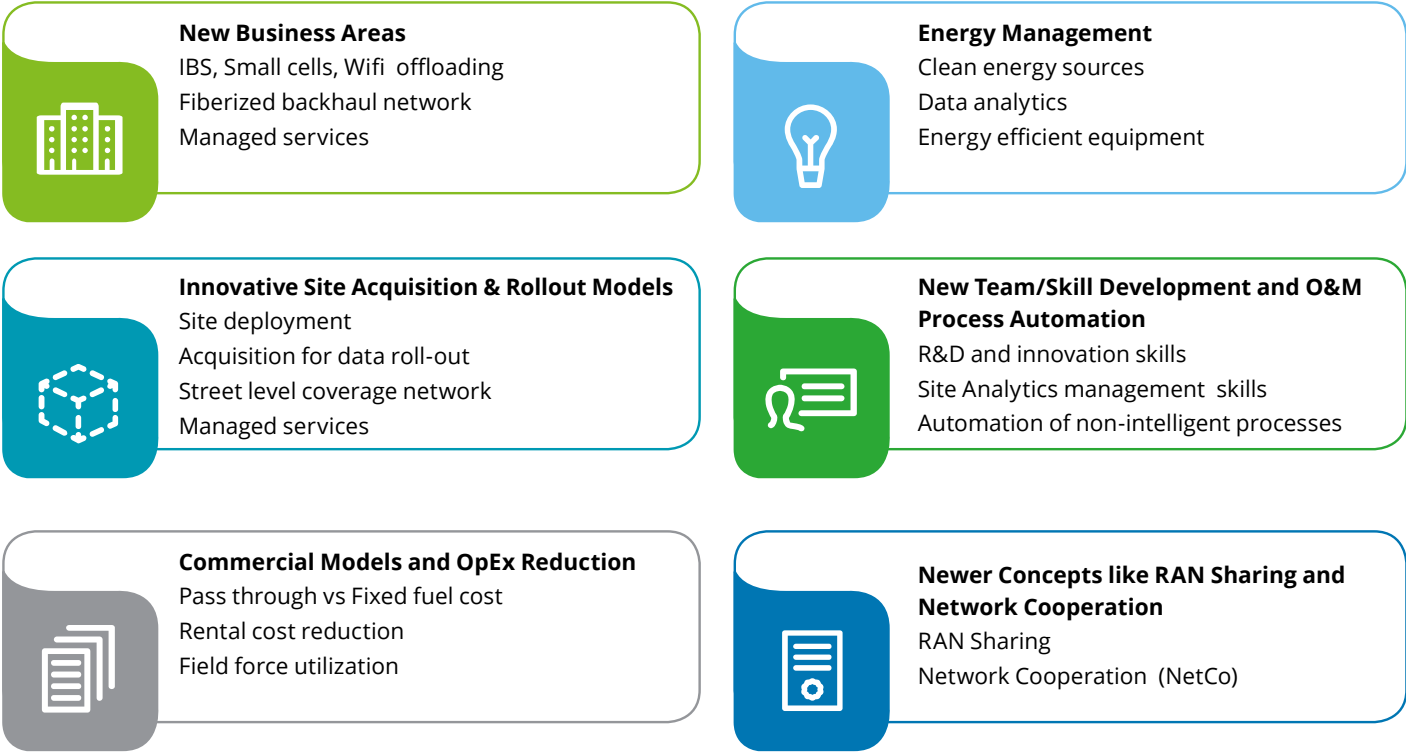 New Business Areas
IBS, Small cells, Wifi offloading
Fiberized backhaul network
Managed services
Energy Management
Clean energy sources
Data analytics
Energy efficient equipment
Innovative Site Acquisition & Rollout Models
Site deployment
Acquisition for data roll-out
Street level coverage network
Managed services
New Team/Skill Development and O&M
Process Automation
R&D and innovation skills
Site Analytics management skills
Automation of non-intelligent processes
Commercial Models and OpEx Reduction
Pass through vs Fixed fuel cost
Rental cost reduction
Field force utilization
Newer Concepts like RAN Sharing and
Network Cooperation
RAN Sharing
Network Cooperation (NetCo)